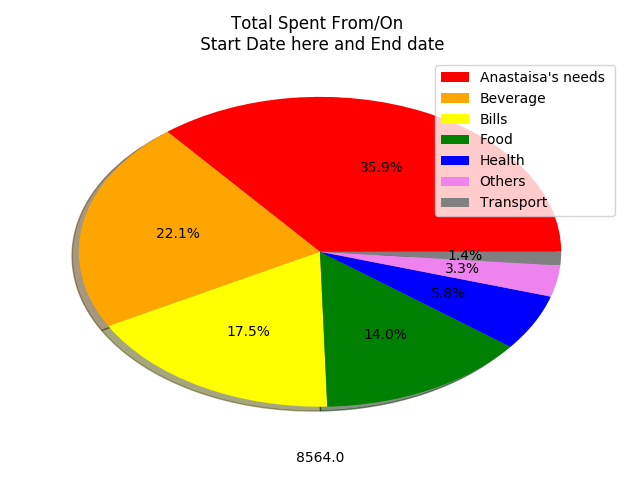 Total Spent From/On
Start Date here and End date
Anastaisa's needs
Beverage
Bills
Food
Health
Others
Transport
35.9%
22.1%
17.5%
14.0%
5.8%
3.3%
1.4%
8564.0